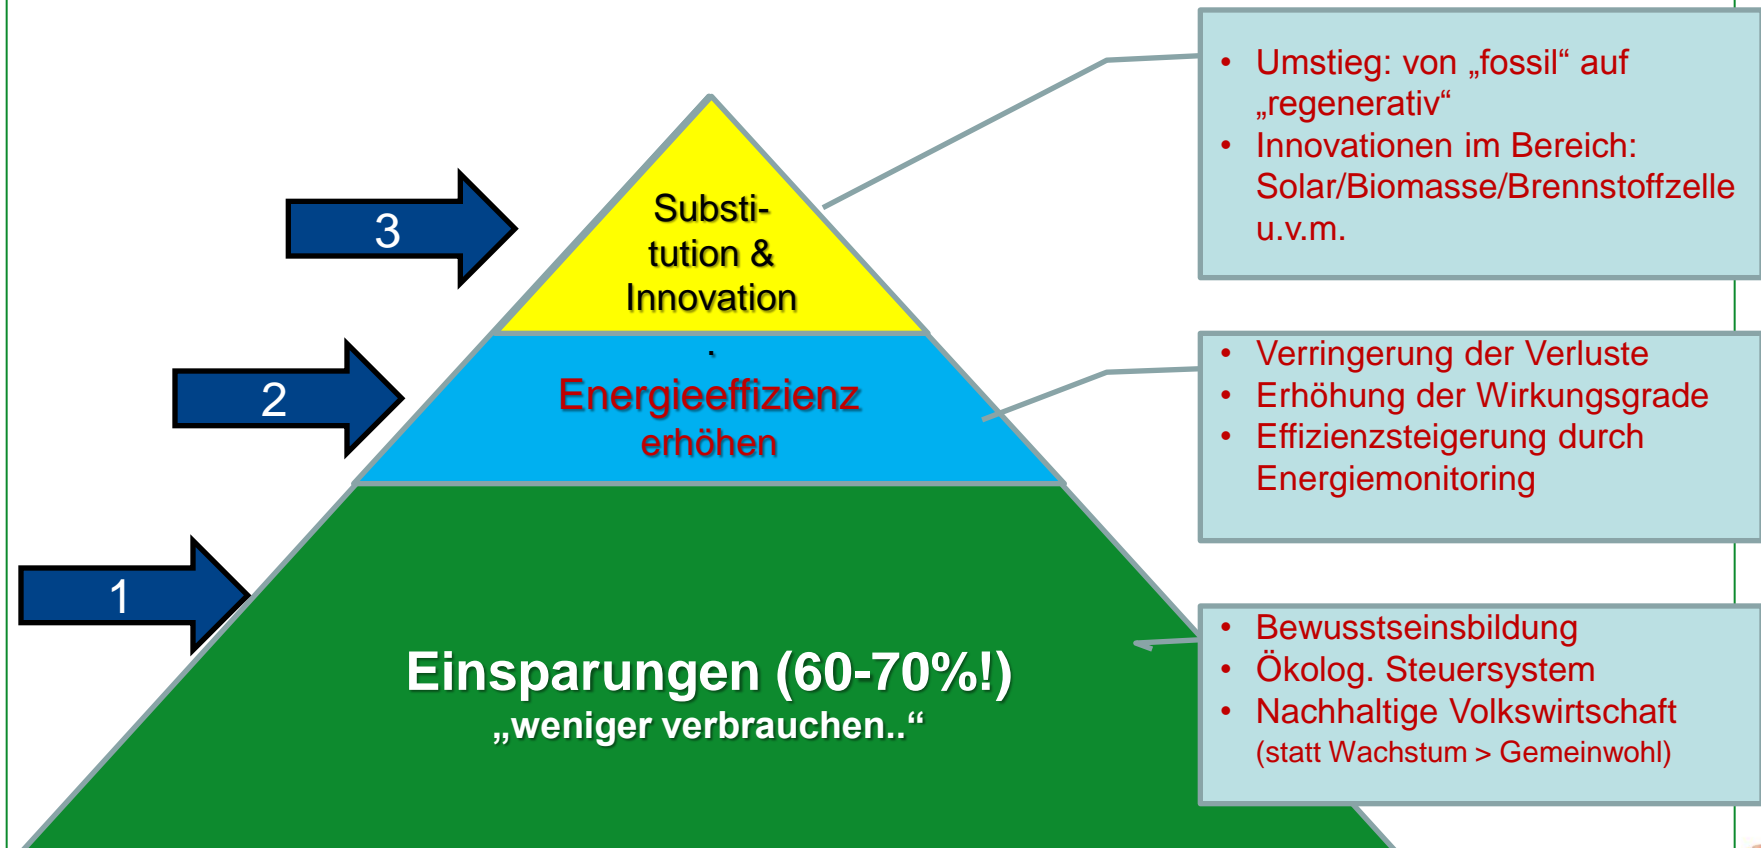 3
Substi-
tution &
Innovation
• Umstieg: von „fossil“ auf
„regenerativ“
• Innovationen im Bereich:
Solar/Biomasse/Brennstoffzelle
u.v.m.
2
.
Energieeffizienz
erhöhen
• Verringerung der Verluste
• Erhöhung der Wirkungsgrade
• Effizienzsteigerung durch
Energiemonitoring
1
Einsparungen (60-70%!)
„weniger verbrauchen..“
• Bewusstseinsbildung
• Ökolog. Steuersystem
• Nachhaltige Volkswirtschaft
(statt Wachstum > Gemeinwohl)